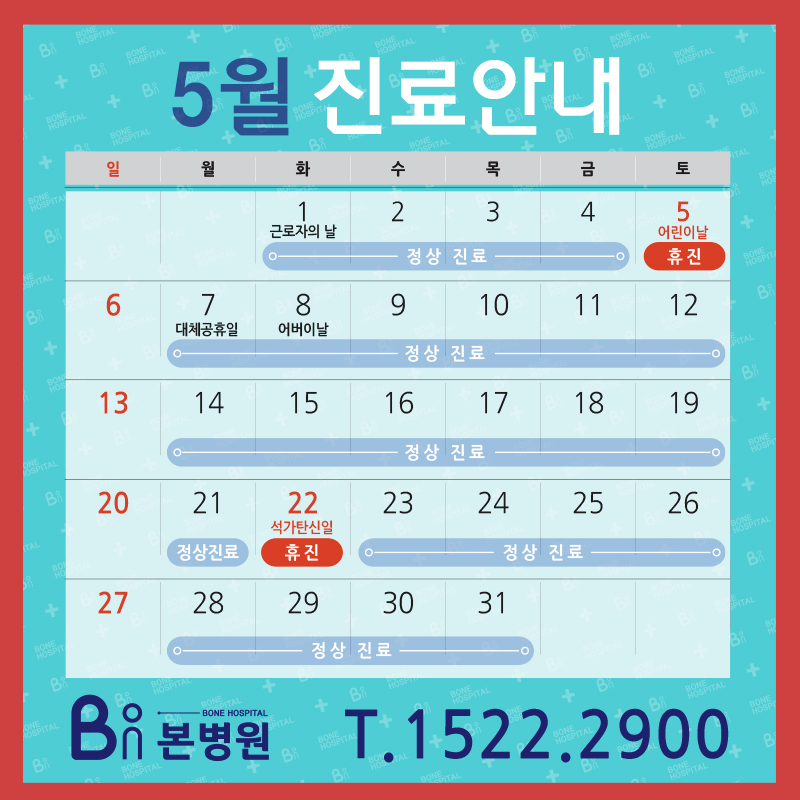 5월 진료안내
일 월 화 수 목 금 토
1 2 3 4 5
근로자의 날 어린이날
정상 진료 휴진
6 7 8 9 10 11 12
대체공휴일 어버이날
정상 진료
13 14 15 16 17 18 19
정상 진료
20 21 22 23 24 25 26
석가탄신일
정상진료 휴진 정상 진료
27 28 29 30 31
정상 진료
BONE HOSPITAL
본병원 T.1522.2900